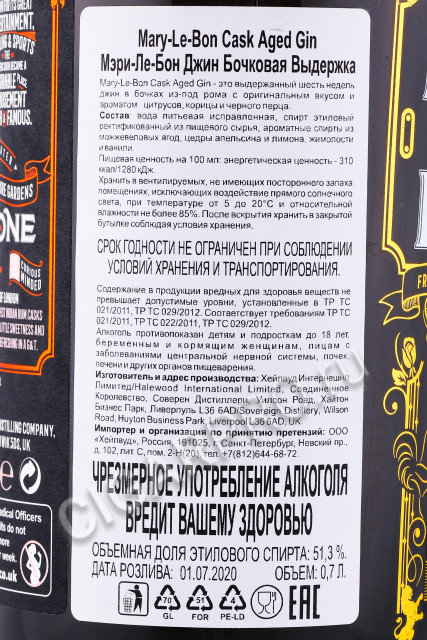 Mary-Le-Bon Cask Aged Gin
Мэри-Ле-Бон Джин Бочковая Выдержка
Mary-Le-Bon Cask Aged Gin - это выдержанный шесть недель
джин в бочках из-под рома с оригинальным вкусом и
ароматом цитрусов, корицы и черного перца.
Состав: вода питьевая исправленная, спирт этиловый
ректификованный из пищевого сырья, ароматные спирты из
можжевеловых ягод, цедры апельсина и лимона, жимолости
и ванили.
Пищевая ценность на 100 мл: энергетическая ценность - 310
ккал/1280 кДж.
Хранить в вентилируемых, не имеющих постороннего запаха
помещениях, исключающих воздействие прямого солнечного
света, при температуре от 5 до 20°С и относительной
влажности не более 85%. После вскрытия хранить в закрытой
бутылке соблюдая условия хранения.
СРОК ГОДНОСТИ НЕ ОГРАНИЧЕН ПРИ СОБЛЮДЕНИИ
УСЛОВИЙ ХРАНЕНИЯ И ТРАНСПОРТИРОВАНИЯ.
Содержание в продукции вредных для здоровья веществ не
превышает допустимые уровни, установленные в ТР ТС
021/2011, ТР ТС 029/2012. Соответствует требованиям ТР ТС
021/2011, ТР ТС 022/2011, ТР ТС 029/2012.
Алкоголь противопоказан детям и подросткам до 18 лет,
беременным и кормящим женщинам, лицам с
заболеваниями центральной нервной системы, почек,
печени и других органов пищеварения.
Изготовитель и адрес производства: Хейлвуд Интернешнл
Лимитед/Halewood International Limited, Соединенное
Королевство, Соверен Дистиллери, Уилсон Роад, Хайтон
Бизнес Парк, Ливерпуль L36 6AD/Sovereign Distillery, Wilson
Road, Huyton Business Park, Liverpool, L36 6AD, UK.
Импортер и организация по принятию претензий: ООО
«Хейлвуд», Россия, 191025, г. Санкт-Петербург, Невский пр.,
д. 102, лит. С, пом. 2-Н(20), тел. +7(812)644-68-72.
ЧРЕЗМЕРНОЕ УПОТРЕБЛЕНИЕ АЛКОГОЛЯ
ВРЕДИТ ВАШЕМУ ЗДОРОВЬЮ
ОБЪЕМНАЯ ДОЛЯ ЭТИЛОВОГО СПИРТА: 51,3 %
ДАТА РОЗЛИВА: 01.07.2020 ОБЪЕМ: 0,7 Л.
70 51 4
GL FOR PE-LD EAC
CURIOUS
MINDED
OF LONDON